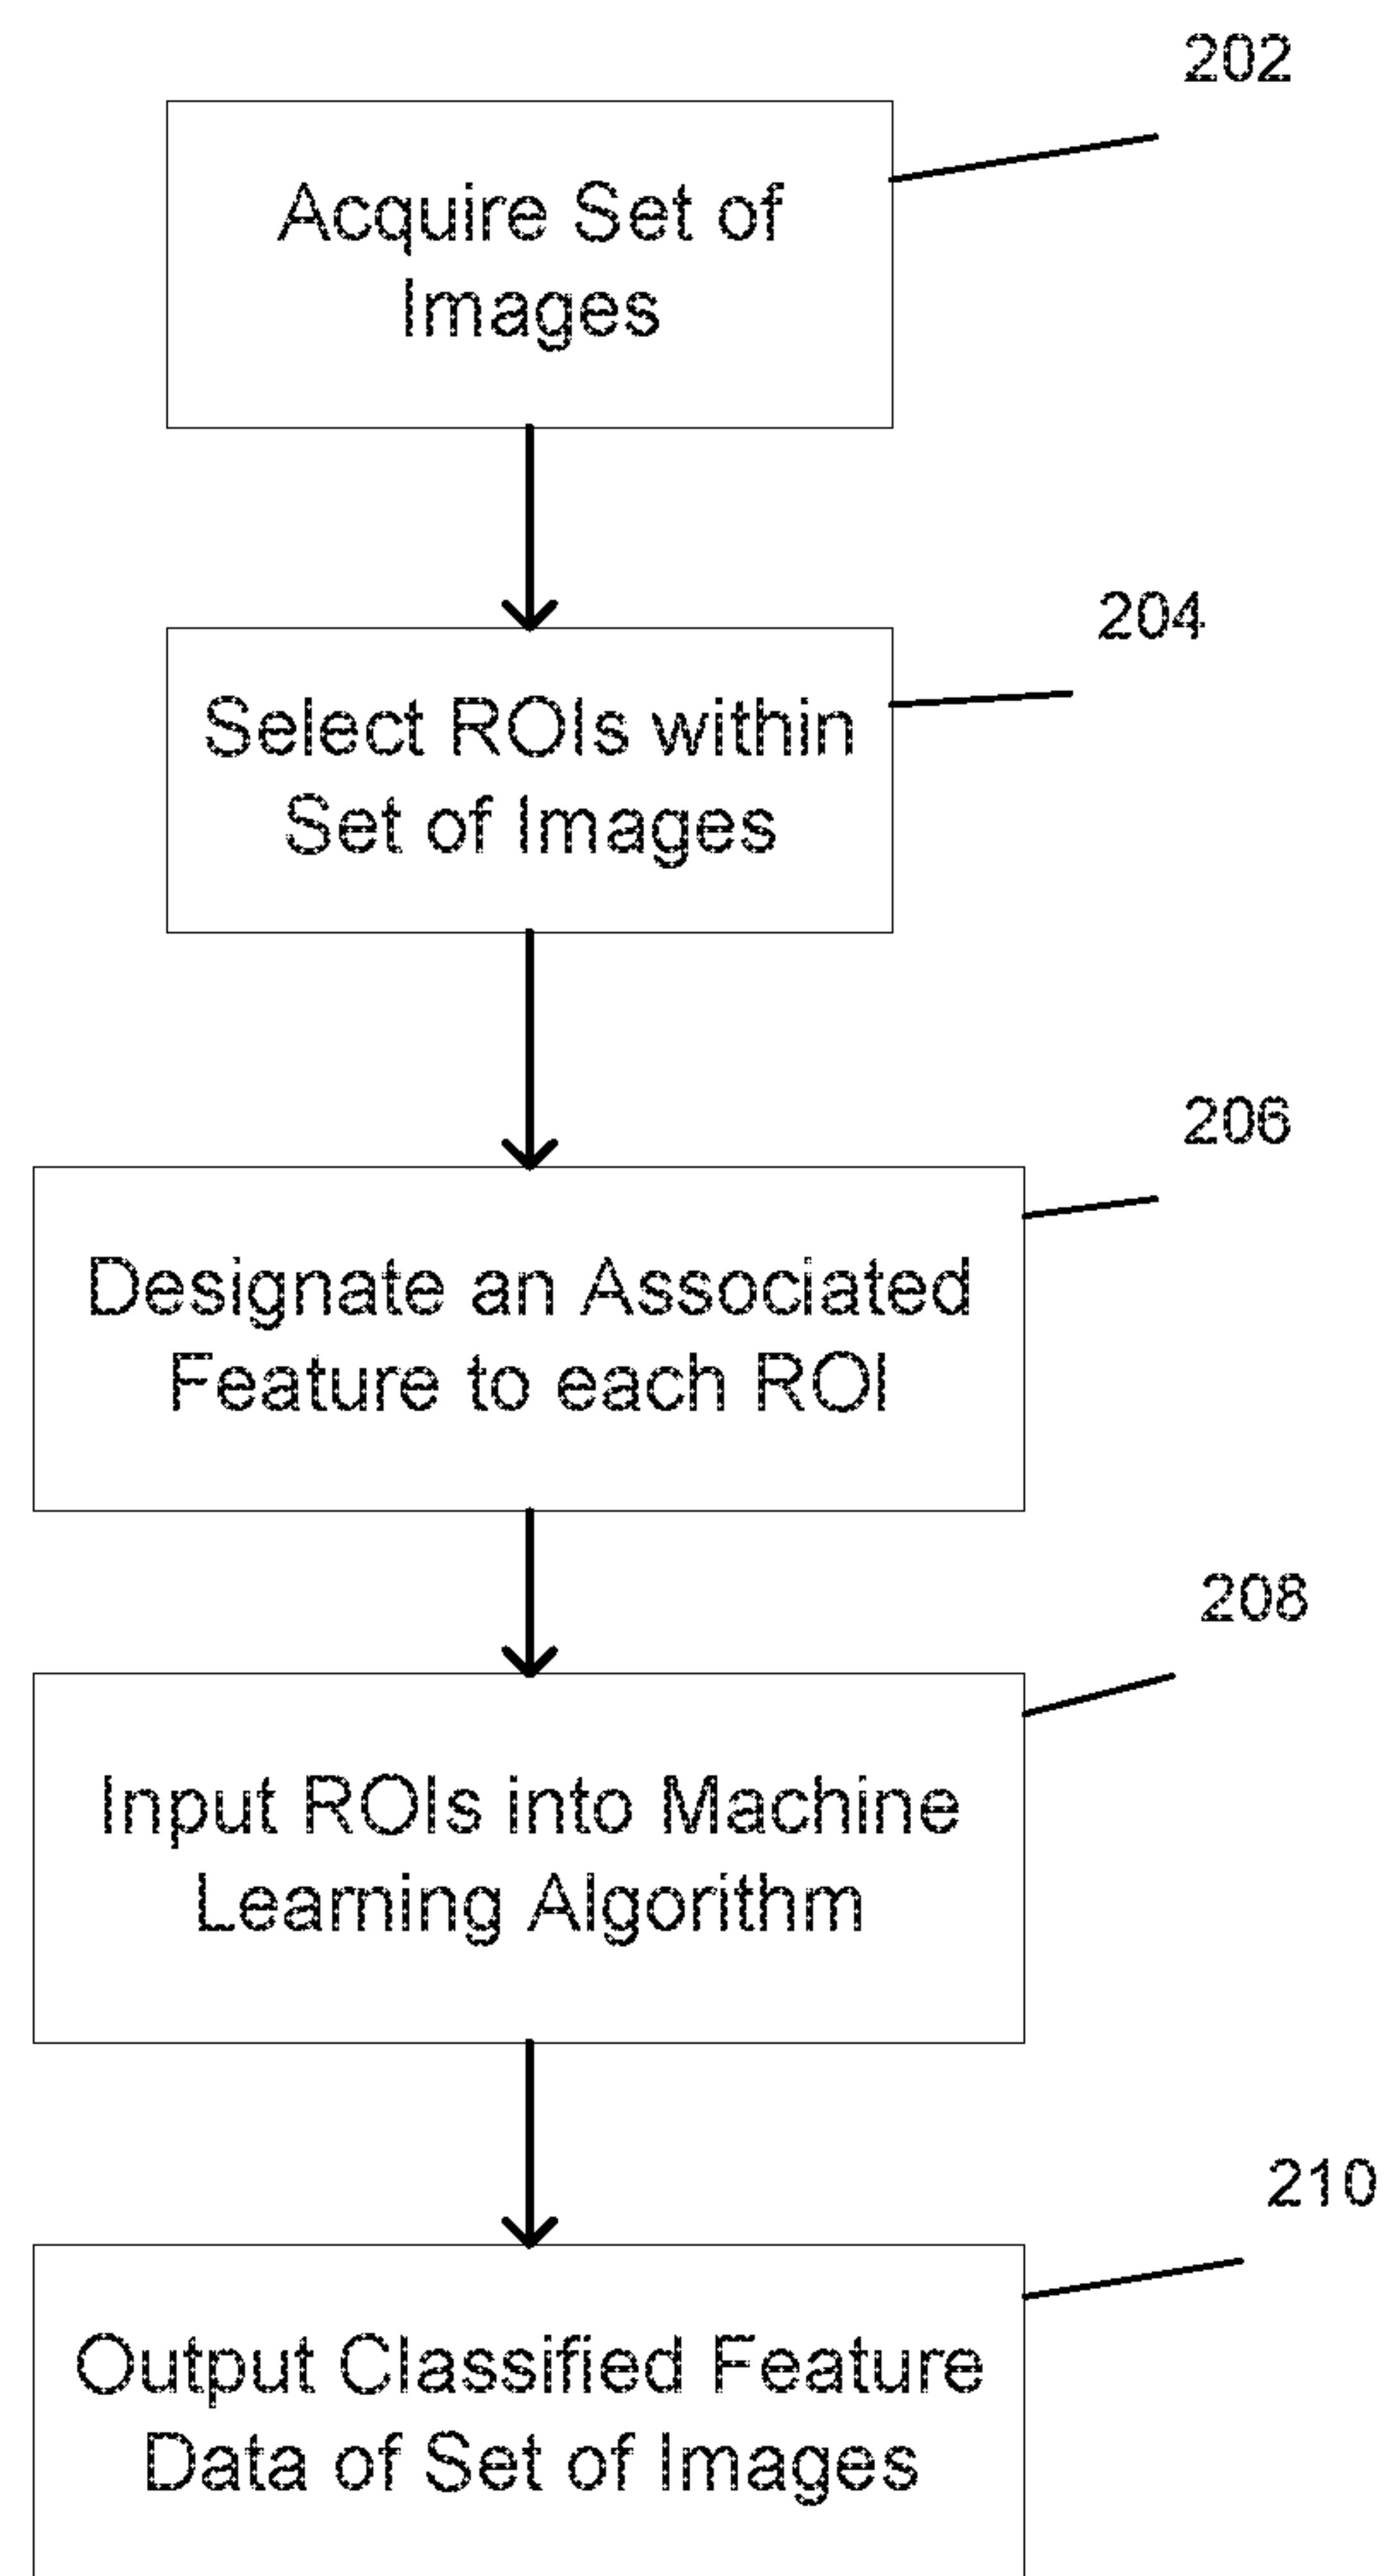 202
Acquire Set of
Images
204
Select ROIs within
Set of Images
206
Designate an Associated
Feature to each ROI
208
Input ROIs into Machine
Learning Algorithm
210
Output Classified Feature
Data of Set of Images